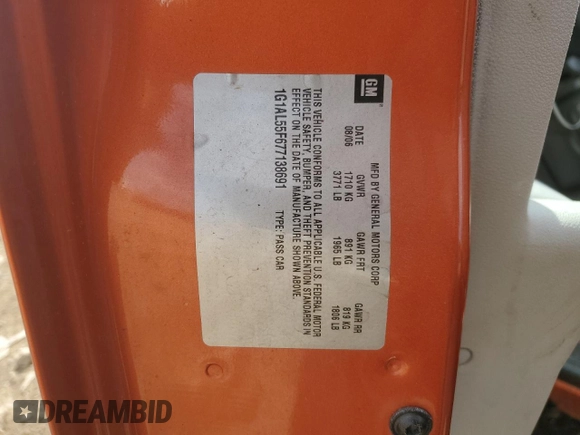 GM
MFD BY GENERAL MOTORS CORP
DATE GVWR GAWR FRT GAWR RR
08/06 1710 KG 891 KG 819 KG
3771 LB 1965 LB 1806 LB
THIS VEHICLE CONFORMS TO ALL APPLICABLE U.S. FEDERAL MOTOR
VEHICLE SAFETY, BUMPER, AND THEFT PREVENTION STANDARDS IN
EFFECT ON THE DATE OF MANUFACTURE SHOWN ABOVE.
1G1AL55F677138691 TYPE: PASS CAR
DREAMBID